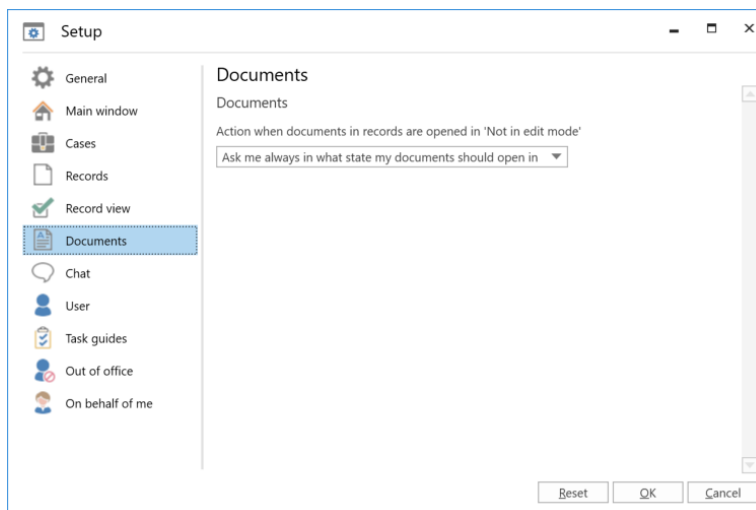 Setup
General
Main window
Cases
Records
Record view
Documents
Chat
User
Task guides
Out of office
On behalf of me
Documents
Documents
Action when documents in records are opened in 'Not in edit mode'
Ask me always in what state my documents should open in
Reset
OK
Cancel